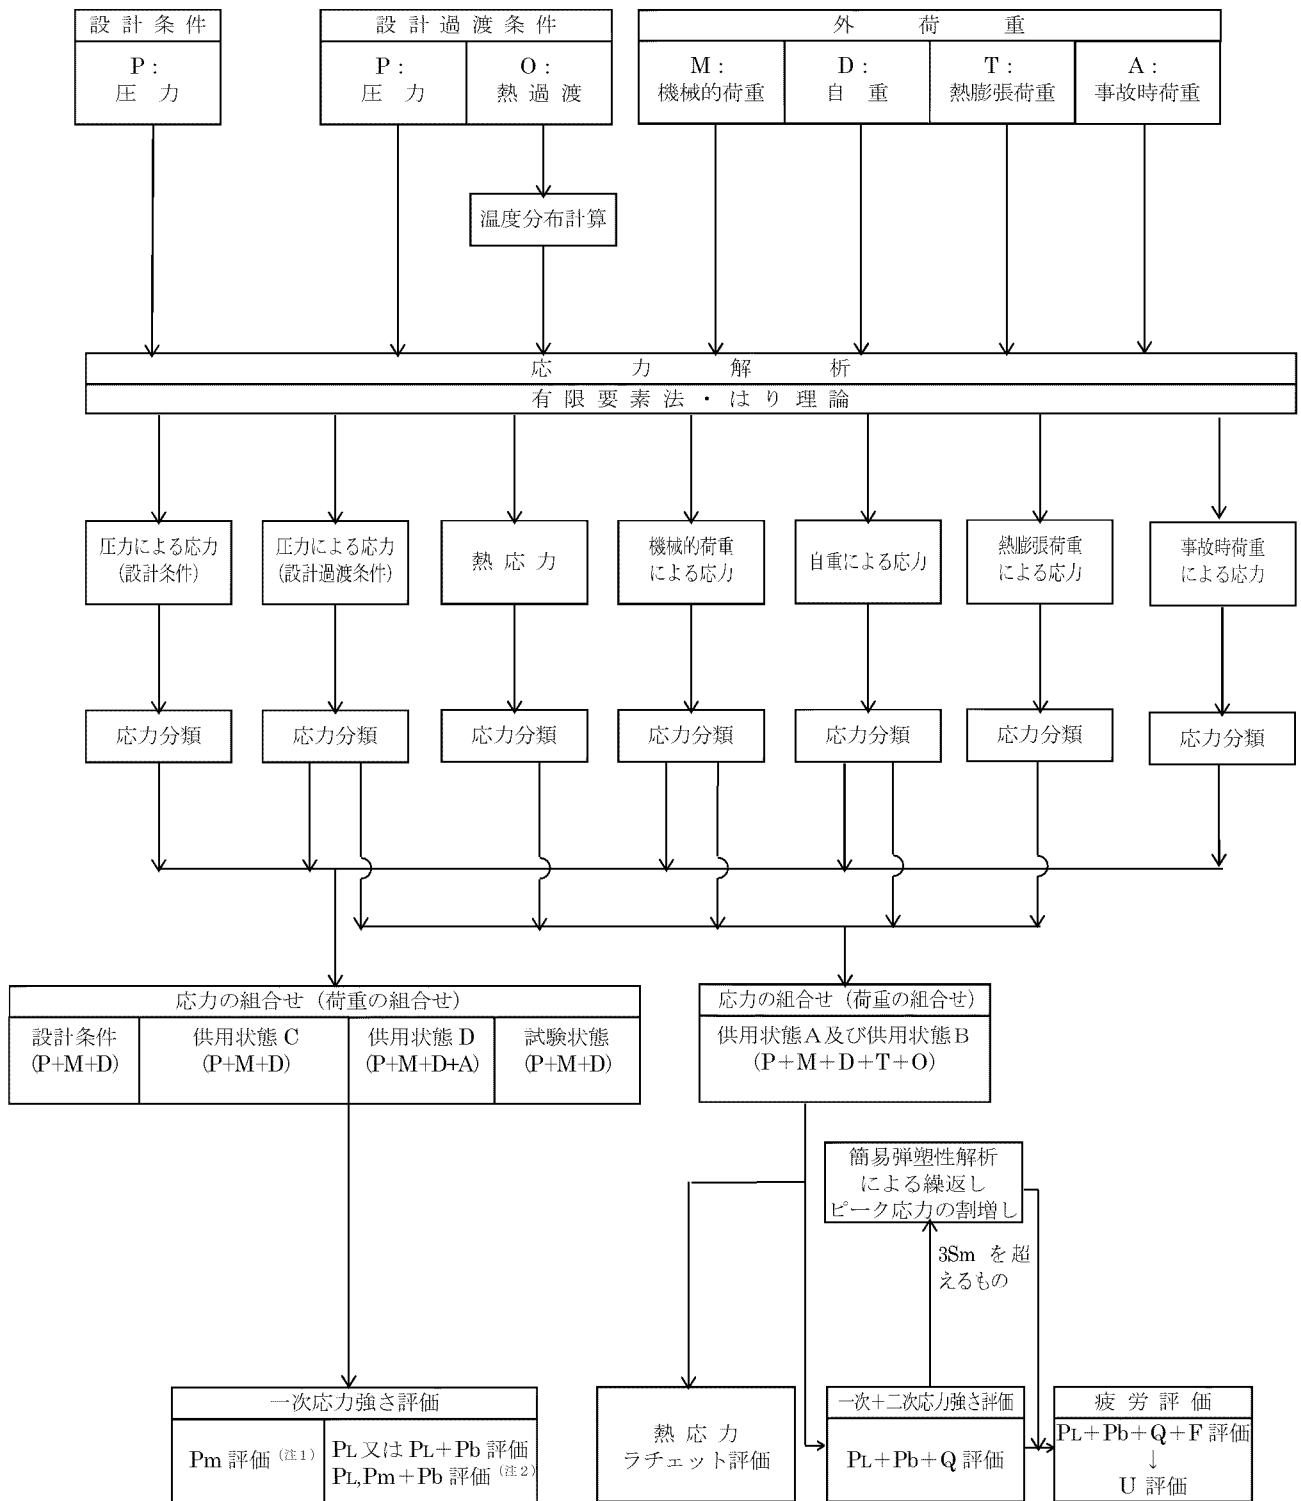 設計条件
P：
圧力
設計過渡条件
P：
圧力
O：
熱過渡
外荷重
M：
機械的荷重
D：
自重
T：
熱膨張荷重
A：
事故時荷重
温度分布計算
応力解析
有限要素法・はり理論
圧力による応力
(設計条件)
圧力による応力
(設計過渡条件)
熱応力
機械的荷重
による応力
自重による応力
熱膨張荷重
による応力
事故時荷重
による応力
応力分類
応力分類
応力分類
応力分類
応力分類
応力分類
応力分類
応力の組合せ（荷重の組合せ）
設計条件
(P+M+D)
供用状態 C
(P+M+D)
供用状態 D
(P+M+D+A)
試験状態
(P+M+D)
応力の組合せ（荷重の組合せ）
供用状態A及び供用状態B
(P+M+D+T+O)
簡易弾塑性解析
による繰返し
ピーク応力の割増し
3Sm を超
えるもの
一次応力強さ評価
Pm 評価 (注1)
PL 又は PL+Pb 評価
PL,Pm+Pb 評価 (注2)
熱応力
ラチェット評価
一次+二次応力強さ評価
PL+Pb+Q 評価
疲労評価
PL+Pb+Q+F 評価
↓
U 評価